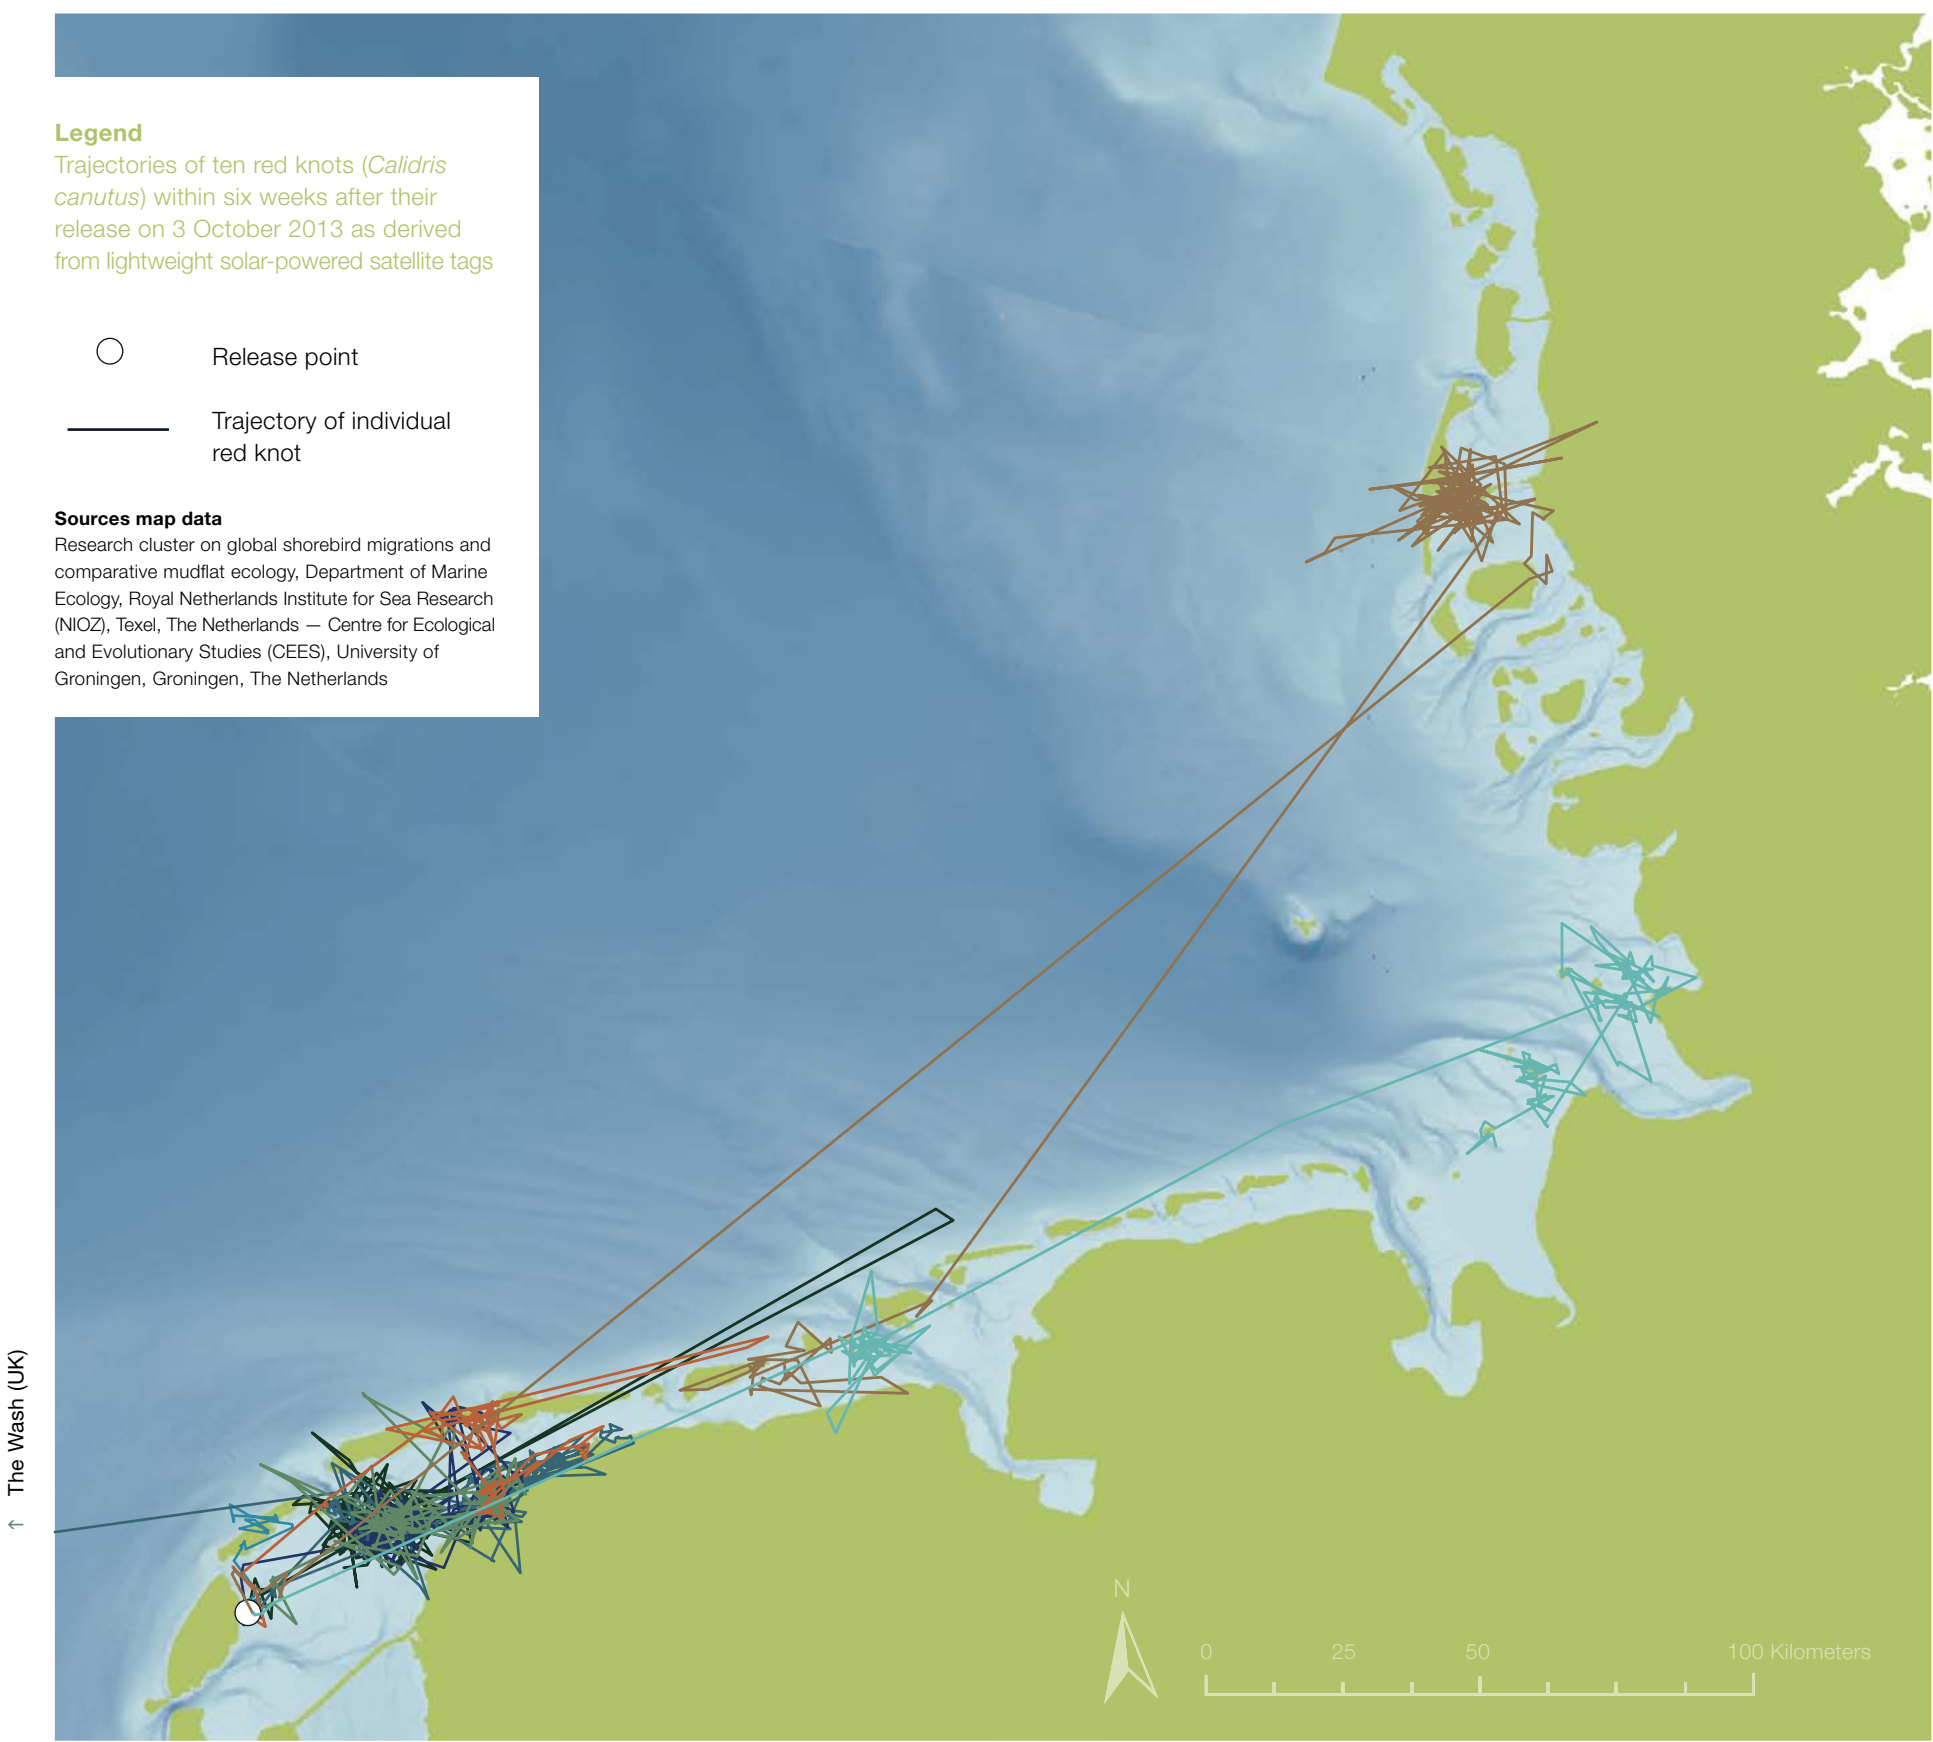 Legend
Trajectories of ten red knots (Calidris
canutus) within six weeks after their
release on 3 October 2013 as derived
from lightweight solar-powered satellite tags
Release point
Trajectory of individual
red knot
Sources map data
Research cluster on global shorebird migrations and
comparative mudflat ecology, Department of Marine
Ecology, Royal Netherlands Institute for Sea Research
(NIOZ), Texel, The Netherlands — Centre for Ecological
and Evolutionary Studies (CEES), University of
Groningen, Groningen, The Netherlands
↑ The Wash (UK)
N
0 25 50 100 Kilometers